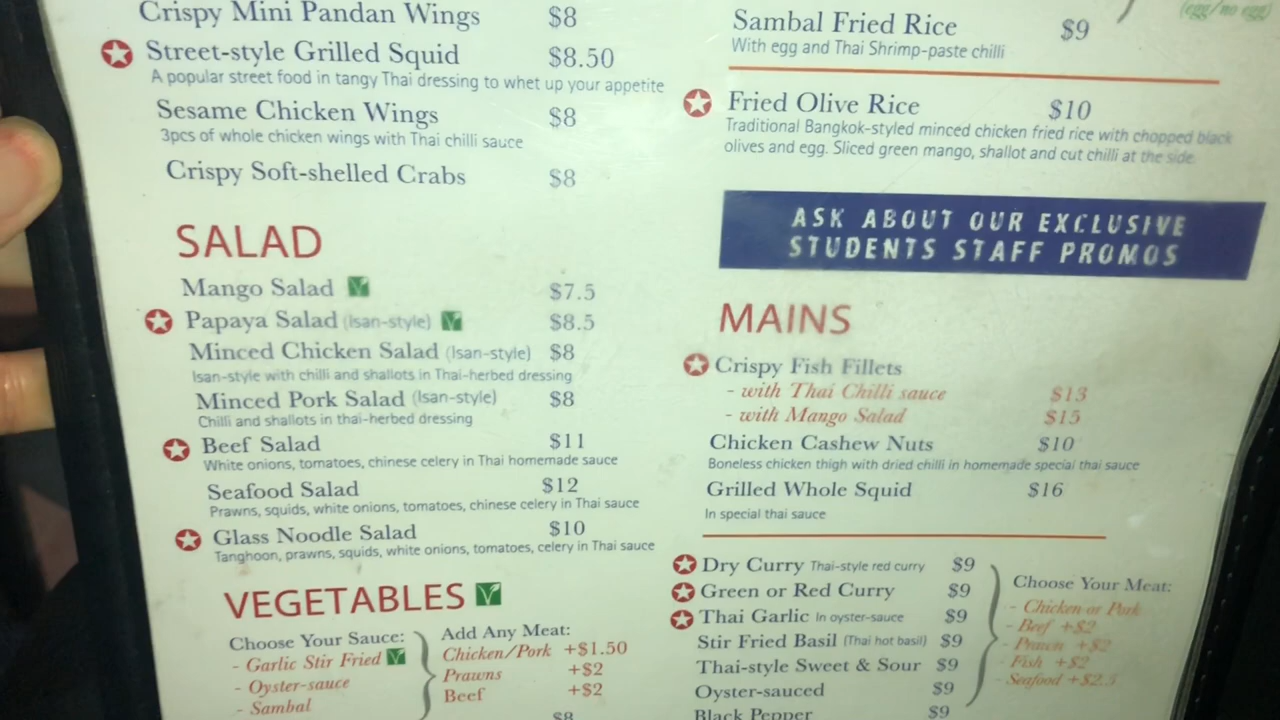 Crispy Mini Pandan Wings $8
Street-style Grilled Squid $8.50
A popular street food in tangy Thai dressing to whet up your appetite
Sesame Chicken Wings $8
3pcs of whole chicken wings with Thai chilli sauce
Crispy Soft-shelled Crabs $8
SALAD
Mango Salad $7.5
Papaya Salad (Isan-style) $8.5
Minced Chicken Salad (Isan-style) $8
Isan-style with chilli and shallots in Thai-herbed dressing
Minced Pork Salad (Isan-style) $8
Chilli and shallots in thai-herbed dressing
Beef Salad $11
White onions, tomatoes, chinese celery in Thai homemade sauce
Seafood Salad $12
Prawns, squids, white onions, tomatoes, chinese celery in Thai sauce
Glass Noodle Salad $10
Tanghoon, prawns, squids, white onions, tomatoes, celery in Thai sauce
VEGETABLES
Choose Your Sauce:
- Garlic Stir Fried
- Oyster-sauce
- Sambal
Add Any Meat:
Chicken/Pork +$1.50
Prawns +$2
Beef +$2
$8
(egg/no egg)
Sambal Fried Rice $9
With egg and Thai Shrimp-paste chilli
Fried Olive Rice $10
Traditional Bangkok-styled minced chicken fried rice with chopped black
olives and egg. Sliced green mango, shallot and cut chilli at the side
ASK ABOUT OUR EXCLUSIVE
STUDENTS STAFF PROMOS
MAINS
Crispy Fish Fillets
- with Thai Chilli sauce $13
- with Mango Salad $15
Chicken Cashew Nuts $10
Boneless chicken thigh with dried chilli in homemade special thai sauce
Grilled Whole Squid $16
In special thai sauce
Dry Curry Thai-style red curry $9
Green or Red Curry $9
Thai Garlic In oyster-sauce $9
Stir Fried Basil (Thai hot basil) $9
Thai-style Sweet & Sour $9
Oyster-sauced $9
Black Pepper $9
Choose Your Meat:
- Chicken or Pork
- Beef +$2
- Prawn +$2
- Fish +$2
- Seafood +$2.5